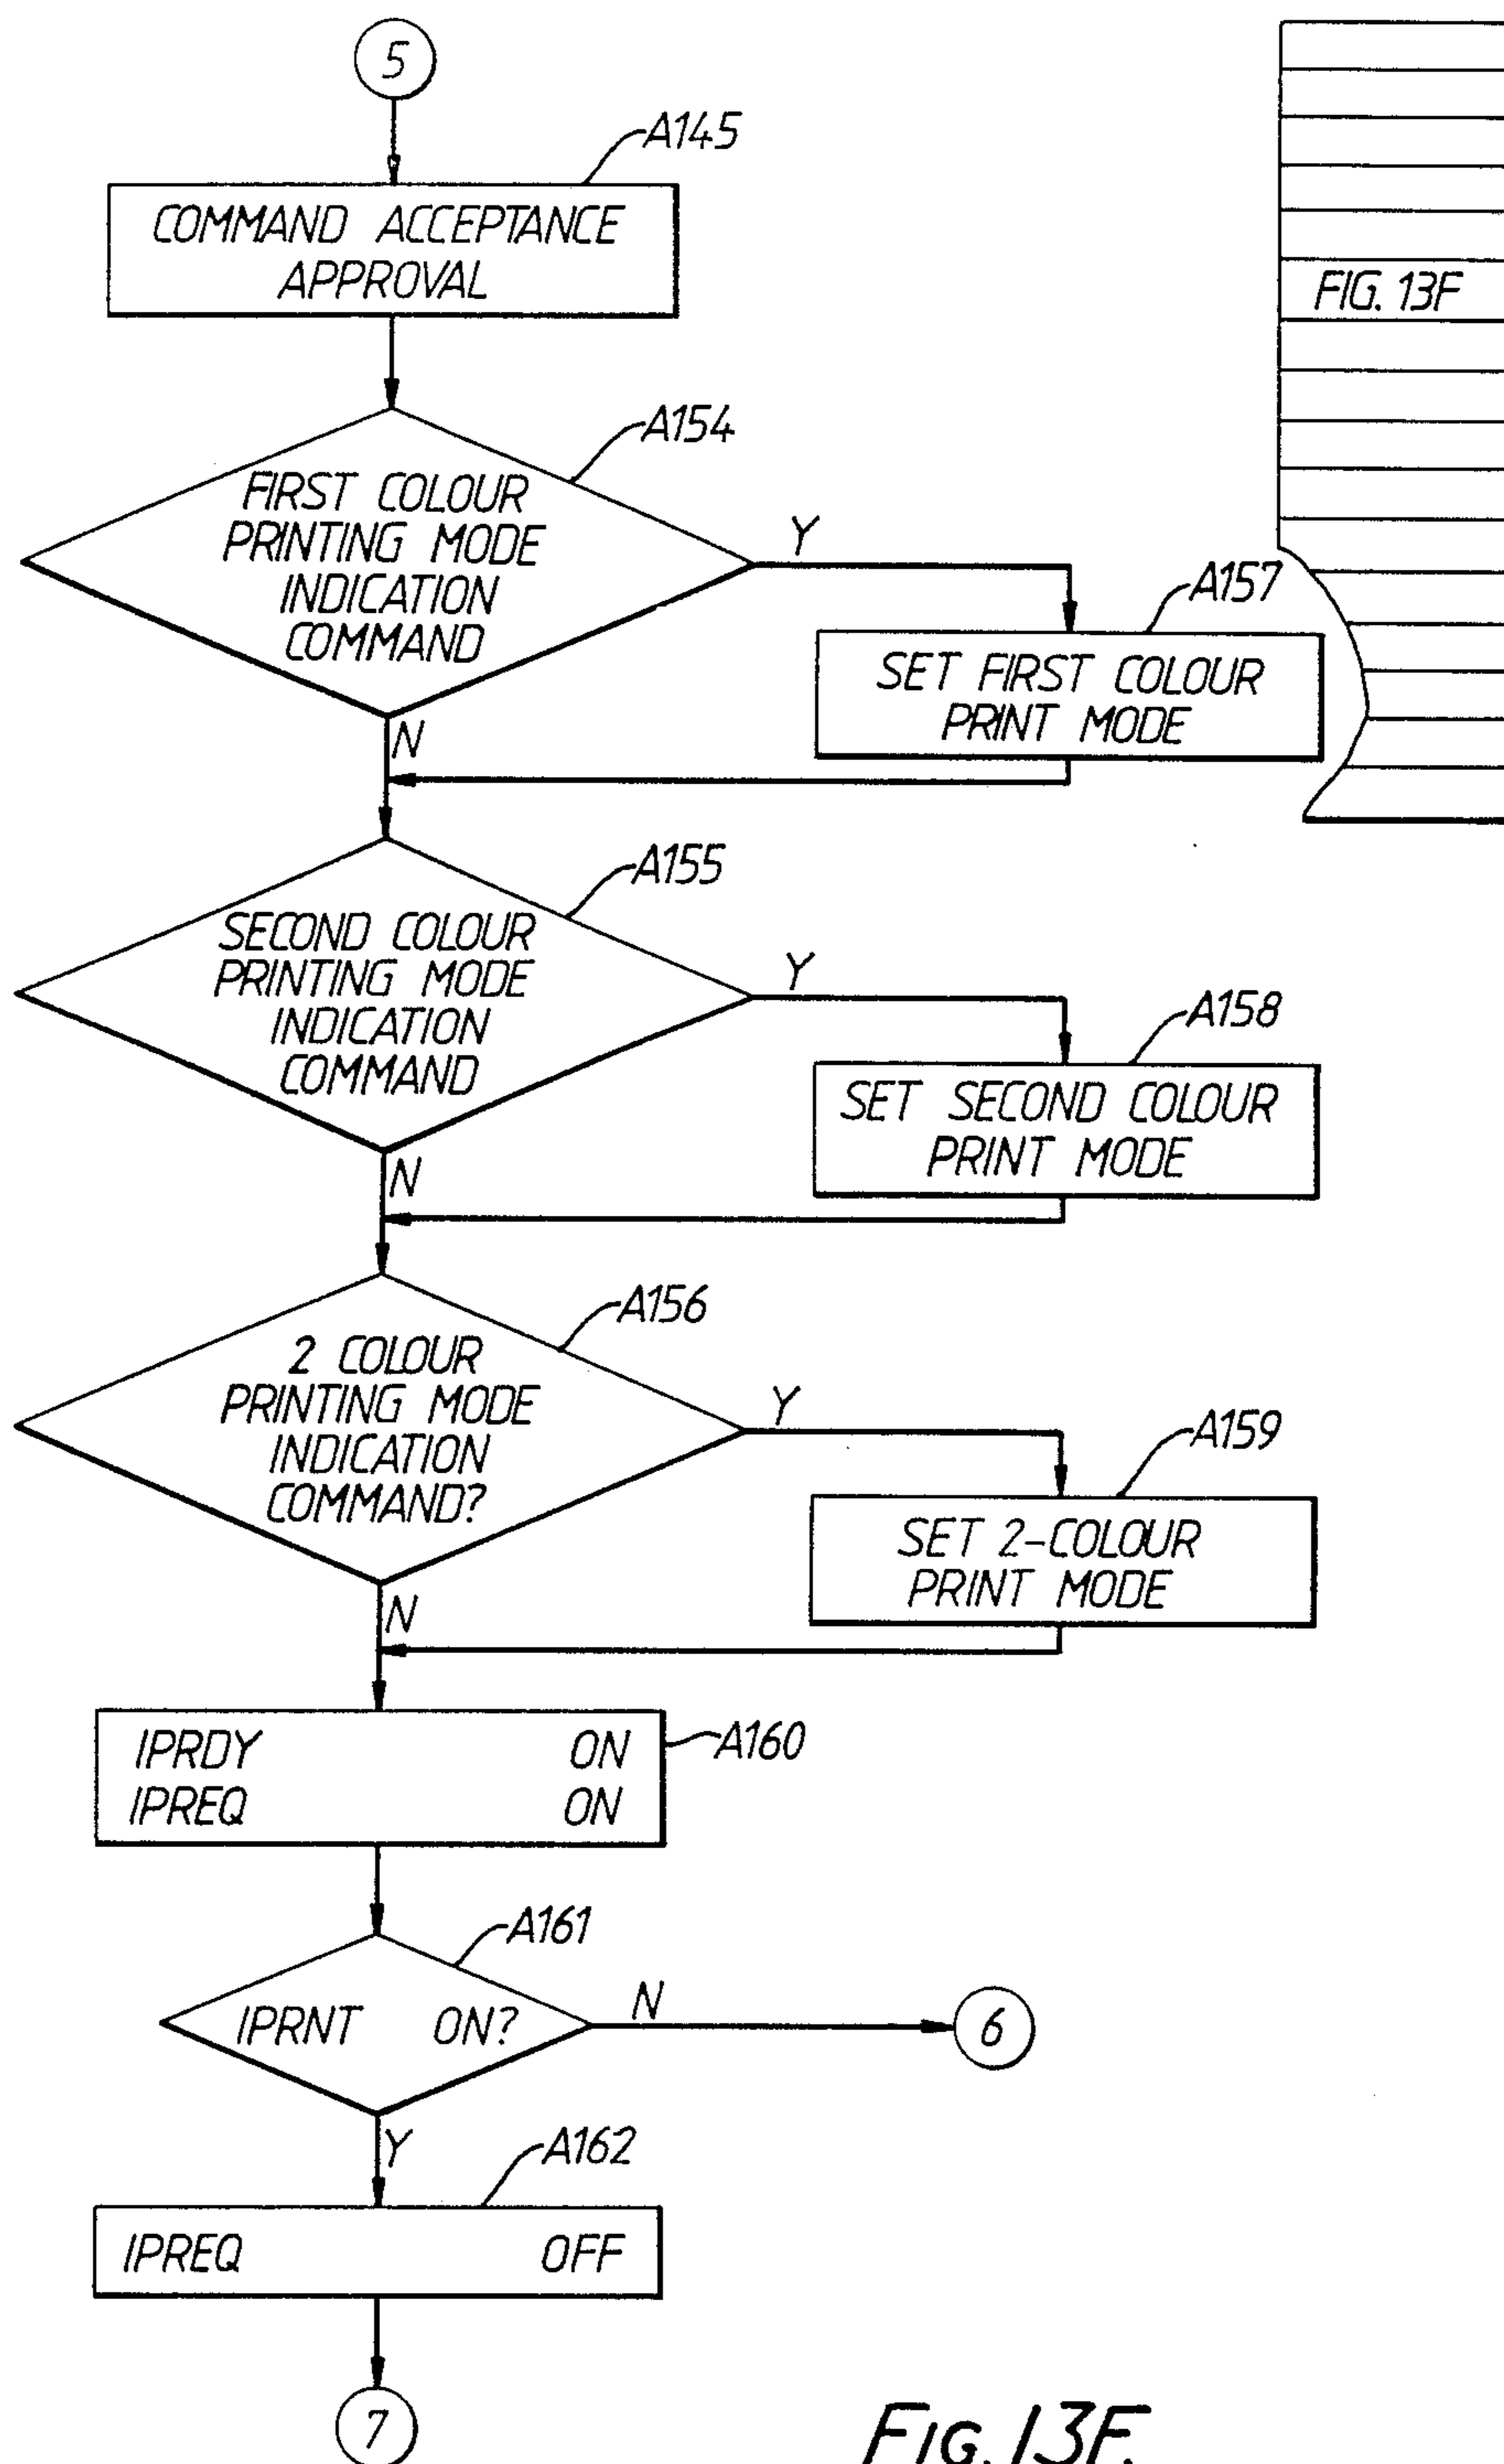 5
A145
COMMAND ACCEPTANCE
APPROVAL
FIG. 13F
A154
FIRST COLOUR
PRINTING MODE
INDICATION
COMMAND
Y
N
A157
SET FIRST COLOUR
PRINT MODE
A155
SECOND COLOUR
PRINTING MODE
INDICATION
COMMAND
Y
N
A158
SET SECOND COLOUR
PRINT MODE
A156
2 COLOUR
PRINTING MODE
INDICATION
COMMAND?
Y
N
A159
SET 2-COLOUR
PRINT MODE
IPRDY ON
IPREQ ON
A160
A161
IPRNT ON?
N
6
Y
A162
IPREQ OFF
7
FIG. 13F.